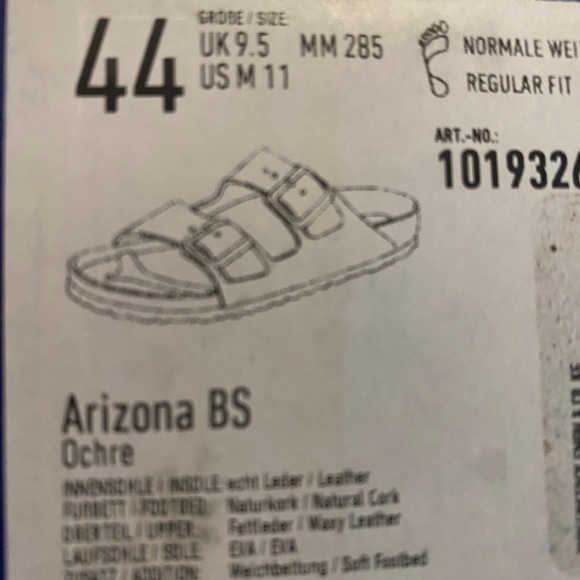 44
GRÖßE / SIZE
UK 9.5 MM 285
US M 11
NORMALE WEI
REGULAR FIT
ART.-NO.:
1019326
Arizona BS
Ochre
INNENSOHLE / INSOLE echt Leder / Leather
FUßBETT / FOOTBED Naturkork / Natural Cork
OBERTEIL / UPPER Fettleder / Waxy Leather
LAUFSOHLE / SOLE EVA / EVA
ZUSATZ / ADDITION Weichbettung / Soft Footbed